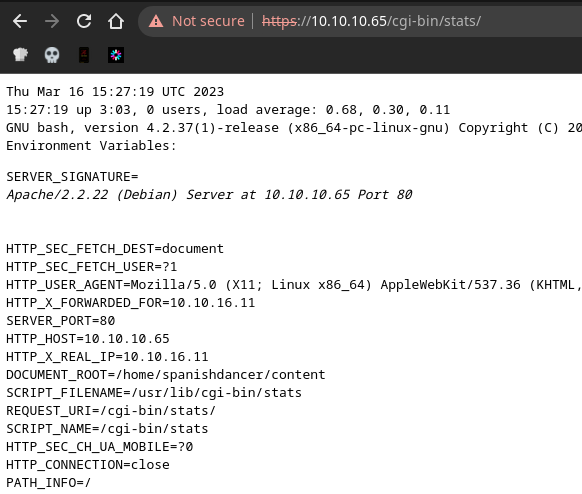 Not secure https://10.10.10.65/cgi-bin/stats/
Thu Mar 16 15:27:19 UTC 2023
15:27:19 up 3:03, 0 users, load average: 0.68, 0.30, 0.11
GNU bash, version 4.2.37(1)-release (x86_64-pc-linux-gnu) Copyright (C) 20
Environment Variables:
SERVER_SIGNATURE=
Apache/2.2.22 (Debian) Server at 10.10.10.65 Port 80
HTTP_SEC_FETCH_DEST=document
HTTP_SEC_FETCH_USER=?1
HTTP_USER_AGENT=Mozilla/5.0 (X11; Linux x86_64) AppleWebKit/537.36 (KHTML,
HTTP_X_FORWARDED_FOR=10.10.16.11
SERVER_PORT=80
HTTP_HOST=10.10.10.65
HTTP_X_REAL_IP=10.10.16.11
DOCUMENT_ROOT=/home/spanishdancer/content
SCRIPT_FILENAME=/usr/lib/cgi-bin/stats
REQUEST_URI=/cgi-bin/stats/
SCRIPT_NAME=/cgi-bin/stats
HTTP_SEC_CH_UA_MOBILE=?0
HTTP_CONNECTION=close
PATH_INFO=/